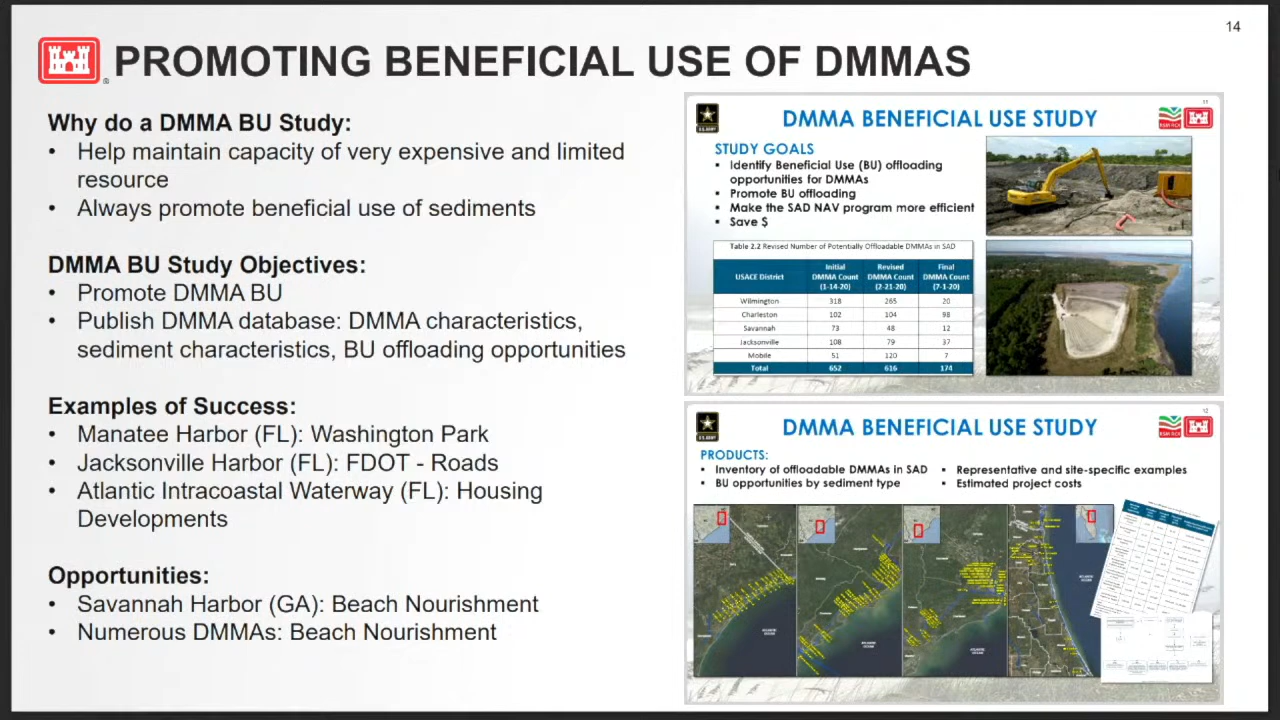 14
PROMOTING BENEFICIAL USE OF DMMAS
Why do a DMMA BU Study:
• Help maintain capacity of very expensive and limited
resource
• Always promote beneficial use of sediments
DMMA BU Study Objectives:
• Promote DMMA BU
• Publish DMMA database: DMMA characteristics,
sediment characteristics, BU offloading opportunities
Examples of Success:
• Manatee Harbor (FL): Washington Park
• Jacksonville Harbor (FL): FDOT - Roads
• Atlantic Intracoastal Waterway (FL): Housing
Developments
Opportunities:
• Savannah Harbor (GA): Beach Nourishment
• Numerous DMMAs: Beach Nourishment
11
U.S. ARMY
DMMA BENEFICIAL USE STUDY
STUDY GOALS
▪ Identify Beneficial Use (BU) offloading
opportunities for DMMAs
▪ Promote BU offloading
▪ Make the SAD NAV program more efficient
▪ Save $
Table 2.2 Revised Number of Potentially Offloadable DMMAs in SAD
USACE District Initial DMMA Count (1-14-20) Revised DMMA Count (2-21-20) Final DMMA Count (7-1-20)
Wilmington 318 265 20
Charleston 102 104 98
Savannah 73 48 12
Jacksonville 108 79 37
Mobile 51 120 7
Total 652 616 174
12
U.S. ARMY
DMMA BENEFICIAL USE STUDY
PRODUCTS:
• Inventory of offloadable DMMAs in SAD
• BU opportunities by sediment type
• Representative and site-specific examples
• Estimated project costs